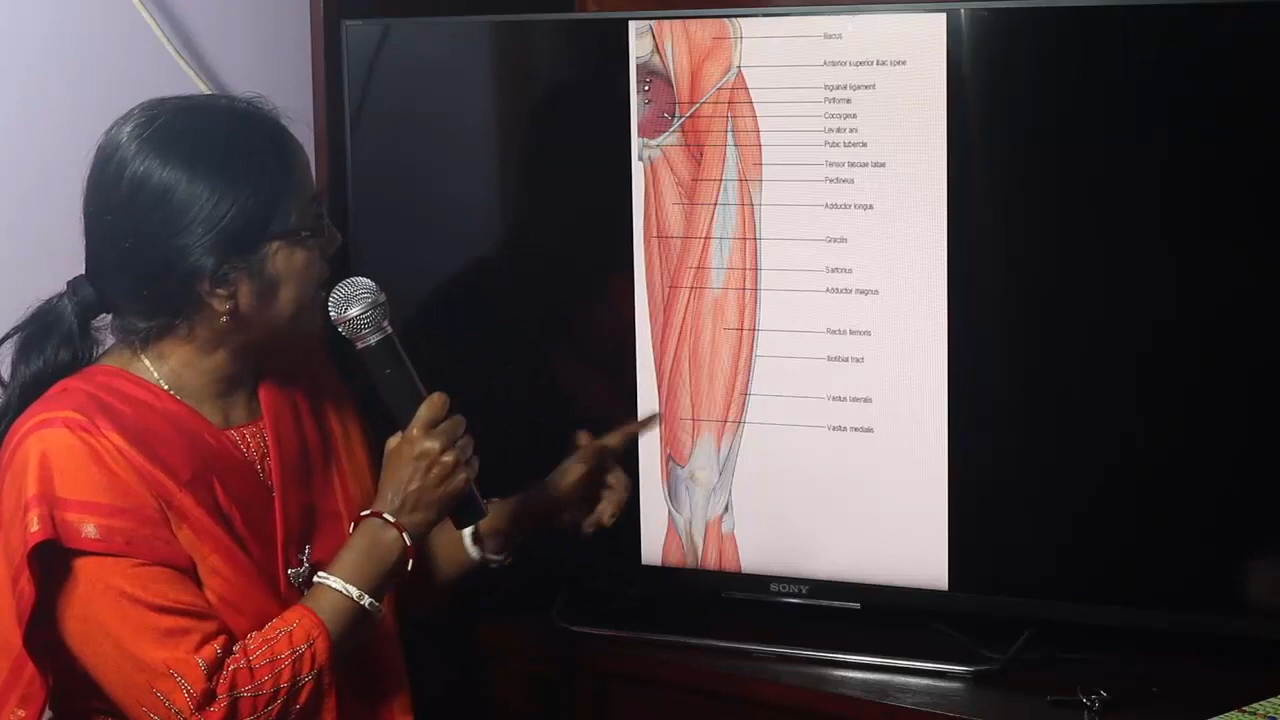 Iliacus
Anterior superior iliac spine
Inguinal ligament
Piriformis
Coccygeus
Levator ani
Pubic tubercle
Tensor fasciae latae
Pectineus
Adductor longus
Gracilis
Sartorius
Adductor magnus
Rectus femoris
Iliotibial tract
Vastus lateralis
Vastus medialis
SONY